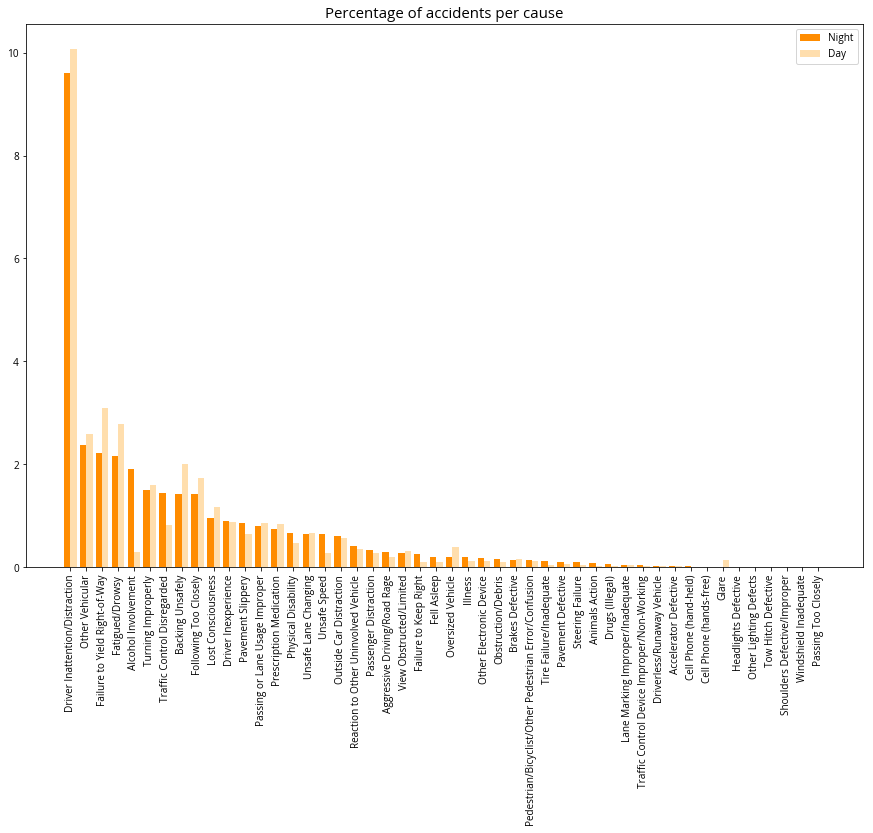 Percentage of accidents per cause
Night
Day
10
8
6
4
2
0
Driver Inattention/Distraction
Other Vehicular
Failure to Yield Right-of-Way
Fatigued/Drowsy
Alcohol Involvement
Turning Improperly
Traffic Control Disregarded
Backing Unsafely
Following Too Closely
Lost Consciousness
Driver Inexperience
Pavement Slippery
Passing or Lane Usage Improper
Prescription Medication
Physical Disability
Unsafe Lane Changing
Unsafe Speed
Outside Car Distraction
Reaction to Other Uninvolved Vehicle
Passenger Distraction
Aggressive Driving/Road Rage
View Obstructed/Limited
Failure to Keep Right
Fell Asleep
Oversized Vehicle
Illness
Other Electronic Device
Obstruction/Debris
Brakes Defective
Pedestrian/Bicyclist/Other Pedestrian Error/Confusion
Tire Failure/Inadequate
Pavement Defective
Steering Failure
Animals Action
Drugs (Illegal)
Lane Marking Improper/Inadequate
Traffic Control Device Improper/Non-Working
Driverless/Runaway Vehicle
Accelerator Defective
Cell Phone (hand-held)
Cell Phone (hands-free)
Glare
Headlights Defective
Other Lighting Defects
Tow Hitch Defective
Shoulders Defective/Improper
Windshield Inadequate
Passing Too Closely